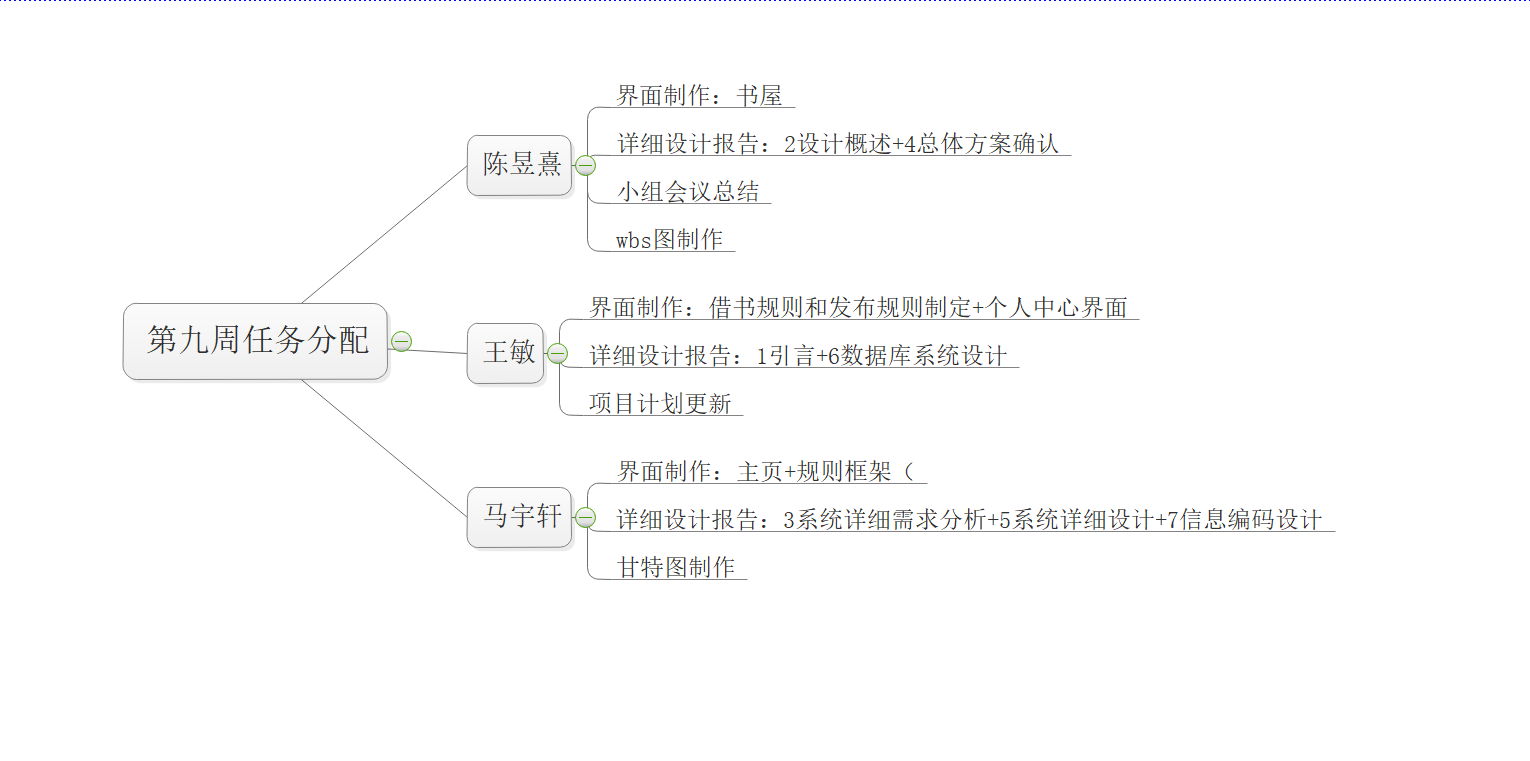 第九周任务分配
陈昱熹
界面制作：书屋
详细设计报告：2设计概述+4总体方案确认
小组会议总结
wbs图制作
王敏
界面制作：借书规则和发布规则制定+个人中心界面
详细设计报告：1引言+6数据库系统设计
项目计划更新
马宇轩
界面制作：主页+规则框架（
详细设计报告：3系统详细需求分析+5系统详细设计+7信息编码设计
甘特图制作